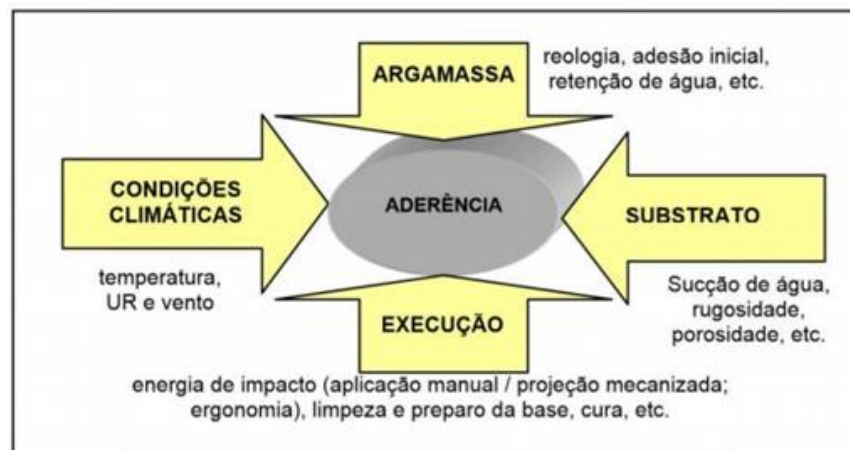 ARGAMASSA
reologia, adesão inicial,
retenção de água, etc.
CONDIÇÕES
CLIMÁTICAS
temperatura,
UR e vento
ADERÊNCIA
SUBSTRATO
Sucção de água,
rugosidade,
porosidade, etc.
EXECUÇÃO
energia de impacto (aplicação manual / projeção mecanizada;
ergonomia), limpeza e preparo da base, cura, etc.